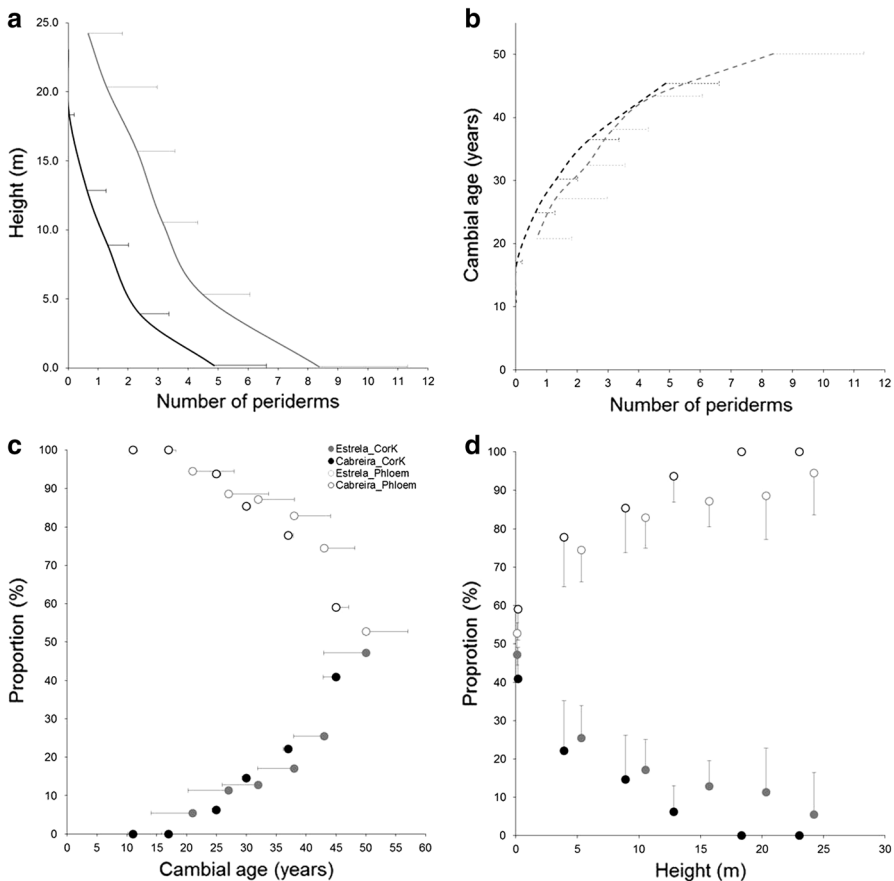 a
25.0
20.0
15.0
10.0
5.0
0.0
Height (m)
0 1 2 3 4 5 6 7 8 9 10 11 12
Number of periderms
b
50
40
30
20
10
0
Cambial age (years)
0 1 2 3 4 5 6 7 8 9 10 11 12
Number of periderms
c
100
90
80
70
60
50
40
30
20
10
0
Proportion (%)
Estrela_CorK
Cabreira_CorK
Estrela_Phloem
Cabreira_Phloem
0 5 10 15 20 25 30 35 40 45 50 55 60
Cambial age (years)
d
100
90
80
70
60
50
40
30
20
10
0
Proprotion (%)
0 5 10 15 20 25 30
Height (m)